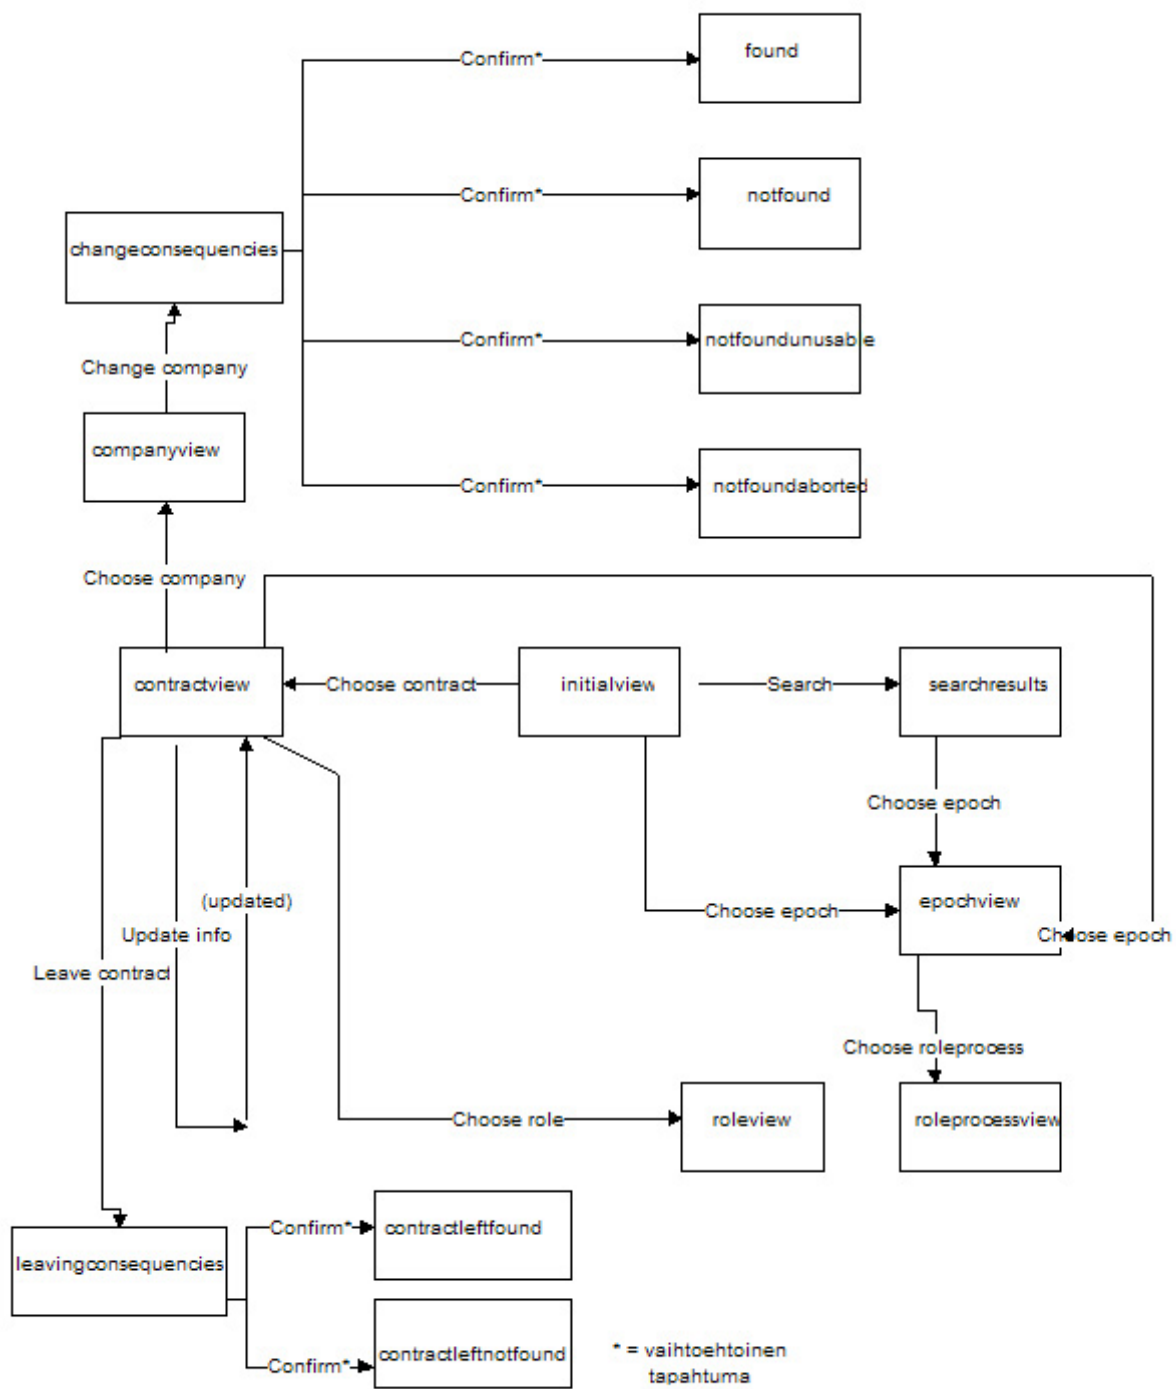 Confirm*
found
Confirm*
notfound
changeconsequencies
Confirm*
notfoundunusable
Change company
companyview
Confirm*
notfoundaborted
Choose company
contractview
Choose contract
initialview
Search
searchresults
Choose epoch
(updated)
Choose epoch
epochview
Update info
Choose epoch
Leave contract
Choose roleprocess
Choose role
roleview
roleprocessview
Confirm*
contractleftfound
leavingconsequencies
Confirm*
contractleftnotfound
* = vaihtoehtoinen
tapahtuma